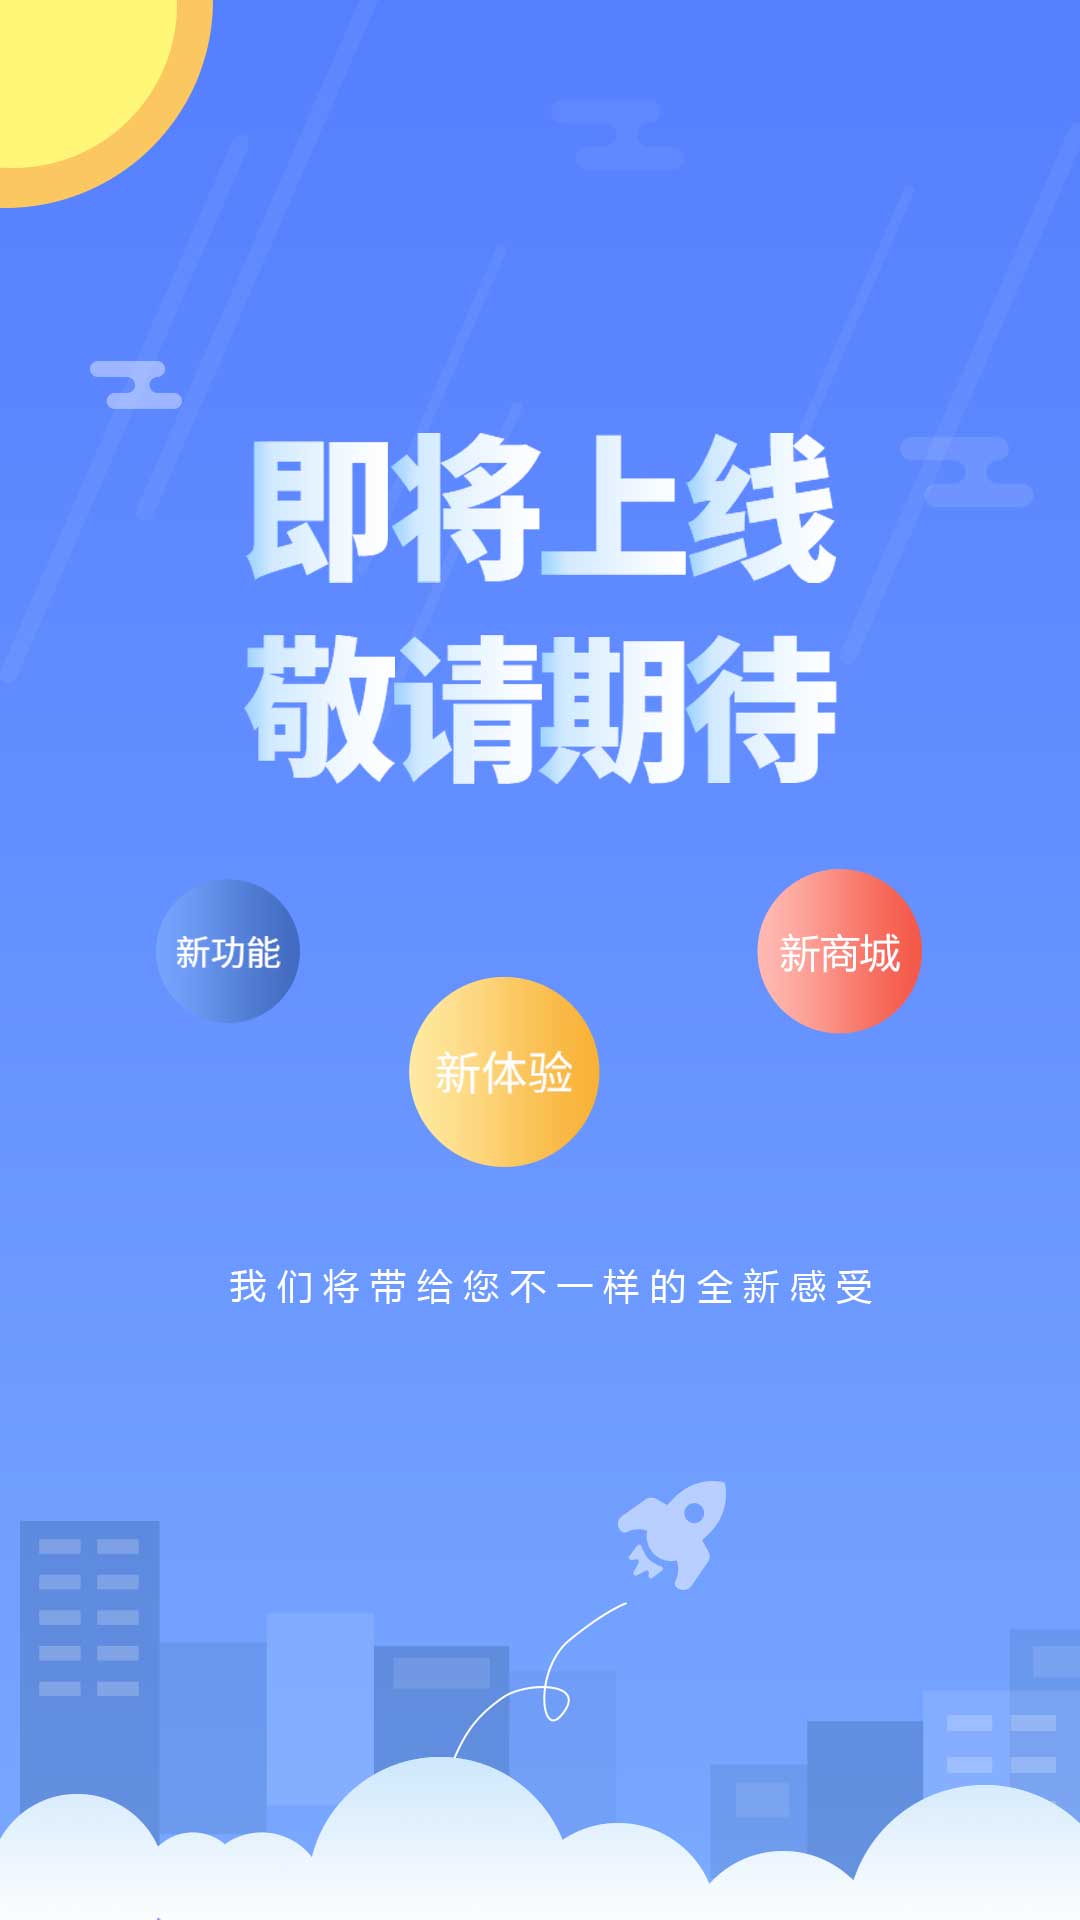 即将上线
敬请期待
新功能
新商城
新体验
我们将带给您不一样的全新感受